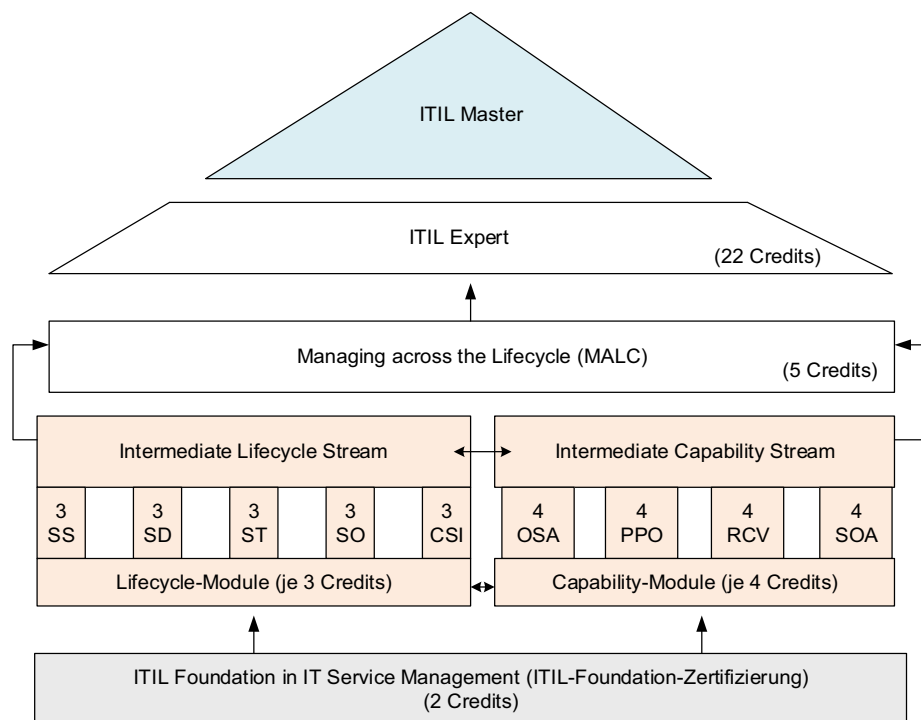 ITIL Master
ITIL Expert
(22 Credits)
Managing across the Lifecycle (MALC)
(5 Credits)
Intermediate Lifecycle Stream
Intermediate Capability Stream
3
SS
3
SD
3
ST
3
SO
3
CSI
4
OSA
4
PPO
4
RCV
4
SOA
Lifecycle-Module (je 3 Credits)
Capability-Module (je 4 Credits)
ITIL Foundation in IT Service Management (ITIL-Foundation-Zertifizierung)
(2 Credits)